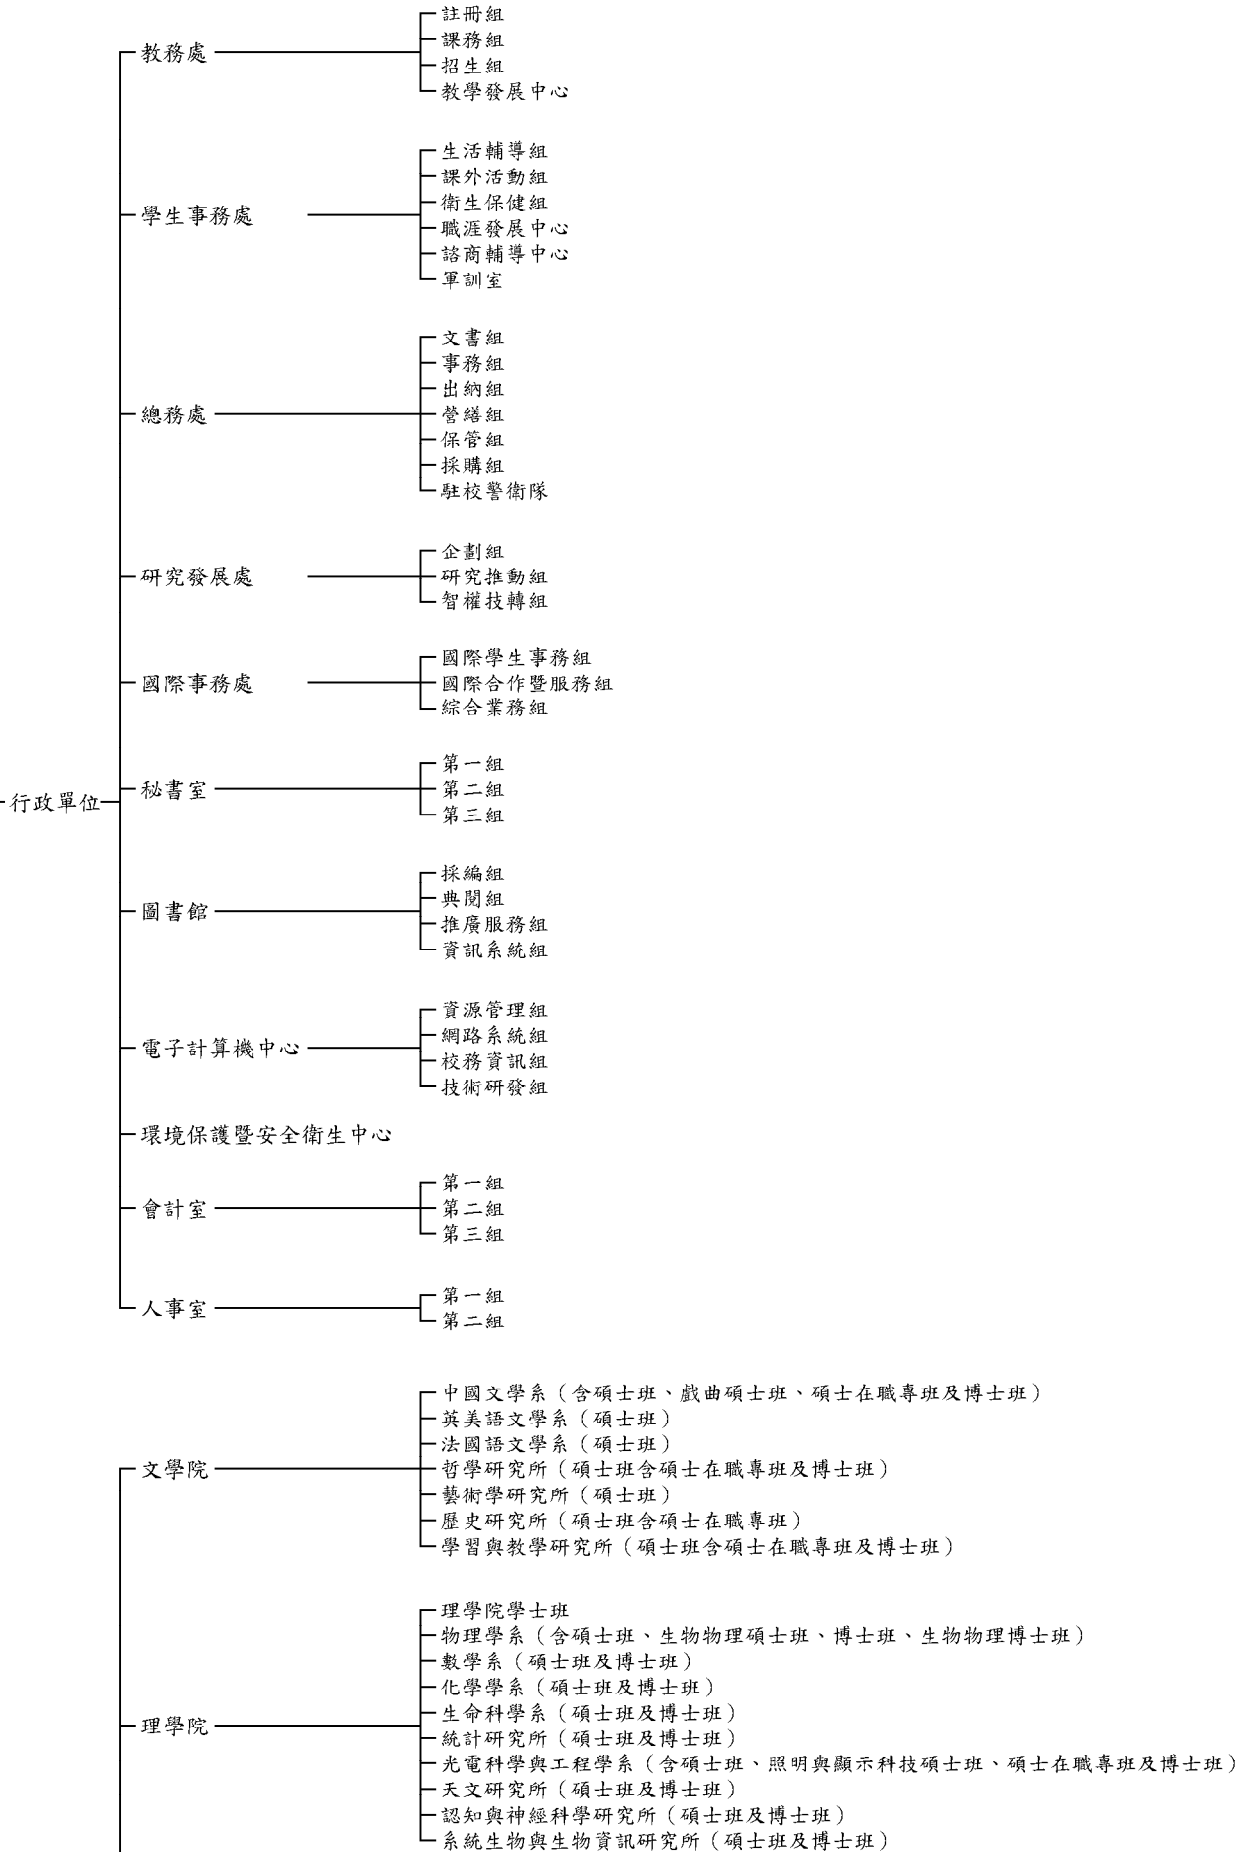 行政單位
教務處
註冊組
課務組
招生組
教學發展中心
學生事務處
生活輔導組
課外活動組
衛生保健組
職涯發展中心
諮商輔導中心
軍訓室
總務處
文書組
事務組
出納組
營繕組
保管組
採購組
駐校警衛隊
研究發展處
企劃組
研究推動組
智權技轉組
國際事務處
國際學生事務組
國際合作暨服務組
綜合業務組
秘書室
第一組
第二組
第三組
圖書館
採編組
典閱組
推廣服務組
資訊系統組
電子計算機中心
資源管理組
網路系統組
校務資訊組
技術研發組
環境保護暨安全衛生中心
會計室
第一組
第二組
第三組
人事室
第一組
第二組
文學院
中國文學系（含碩士班、戲曲碩士班、碩士在職專班及博士班）
英美語文學系（碩士班）
法國語文學系（碩士班）
哲學研究所（碩士班含碩士在職專班及博士班）
藝術學研究所（碩士班）
歷史研究所（碩士班含碩士在職專班）
學習與教學研究所（碩士班含碩士在職專班及博士班）
理學院
理學院學士班
物理學系（含碩士班、生物物理碩士班、博士班、生物物理博士班）
數學系（碩士班及博士班）
化學學系（碩士班及博士班）
生命科學系（碩士班及博士班）
統計研究所（碩士班及博士班）
光電科學與工程學系（含碩士班、照明與顯示科技碩士班、碩士在職專班及博士班）
天文研究所（碩士班及博士班）
認知與神經科學研究所（碩士班及博士班）
系統生物與生物資訊研究所（碩士班及博士班）